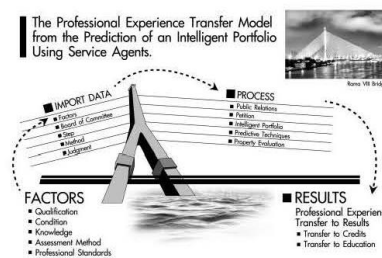 The Professional Experience Transfer Model
from the Prediction of an Intelligent Portfolio
Using Service Agents.
Rama VIII Bridge
IMPORT DATA
Factors
Board of Committee
Step
Method
Judgment
PROCESS
Public Relations
Petition
Intelligent Portfolio
Predictive Techniques
Property Evaluation
FACTORS
Qualification
Condition
Knowledge
Assessment Method
Professional Standards
RESULTS
Professional Experien
Transfer to Results
Transfer to Credits
Transfer to Education